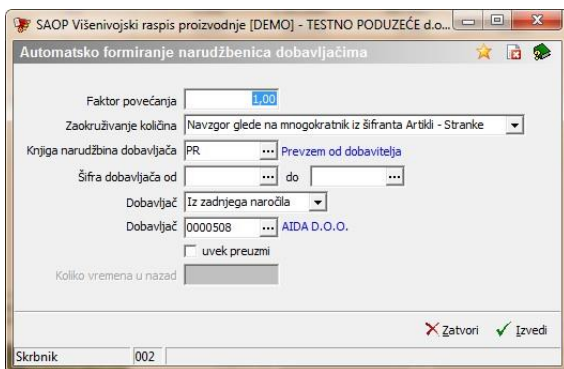 SAOP Višenivojski raspis proizvodnje [DEMO] - TESTNO PODUZEĆE d.o...
Automatsko formiranje narudžbenica dobavljačima
Faktor povećanja 1,00
Zaokruživanje količina Navzgor glede na mnogokratnik iz šifranta Artikli - Stranke
Knjiga narudžbina dobavljača PR ... Prevzem od dobavitelja
Šifra dobavljača od ... do ...
Dobavljač Iz zadnjega naročila
Dobavljač 0000508 ... AIDA D.O.O.
uvek preuzmi
Koliko vremena u nazad
Zatvori Izvedi
Skrbnik 002